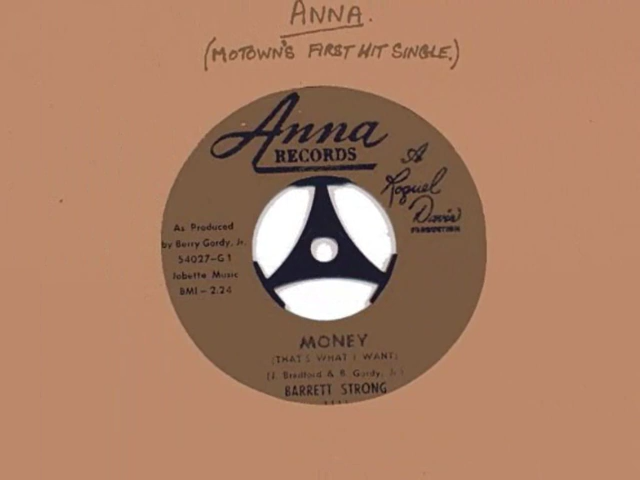 ANNA.
(MOTOWN'S FIRST HIT SINGLE.)
Anna
RECORDS
A
Roquel
Davis
PRODUCTION
As Produced
by Berry Gordy, Jr.
54027-G1
Jobette Music
BMI - 2.24
MONEY
(THAT'S WHAT I WANT)
(J. Bradford & B. Gordy, Jr.)
BARRETT STRONG